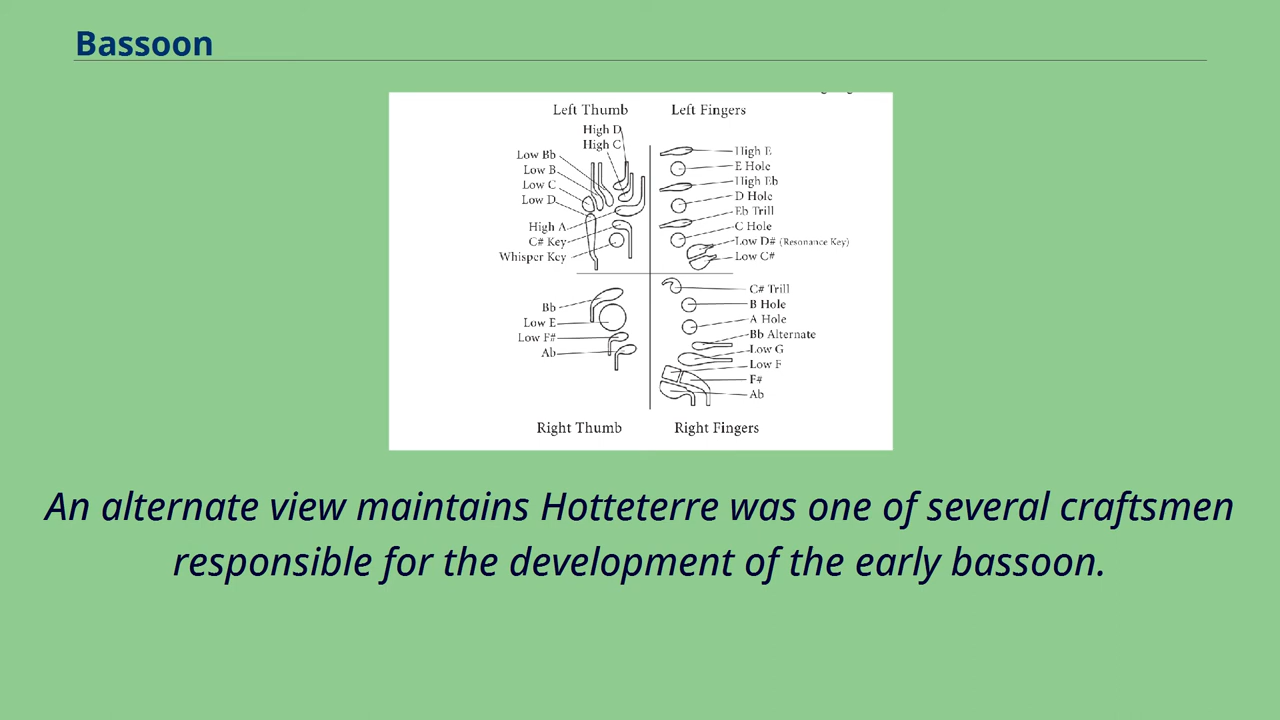 Bassoon
Left Thumb
Left Fingers
High D
High C
Low Bb
Low B
Low C
Low D
High A
C# Key
Whisper Key
High E
E Hole
High Eb
D Hole
Eb Trill
C Hole
Low D# (Resonance Key)
Low C#
Bb
Low E
Low F#
Ab
C# Trill
B Hole
A Hole
Bb Alternate
Low G
Low F
F#
Ab
Right Thumb
Right Fingers
An alternate view maintains Hotteterre was one of several craftsmen
responsible for the development of the early bassoon.